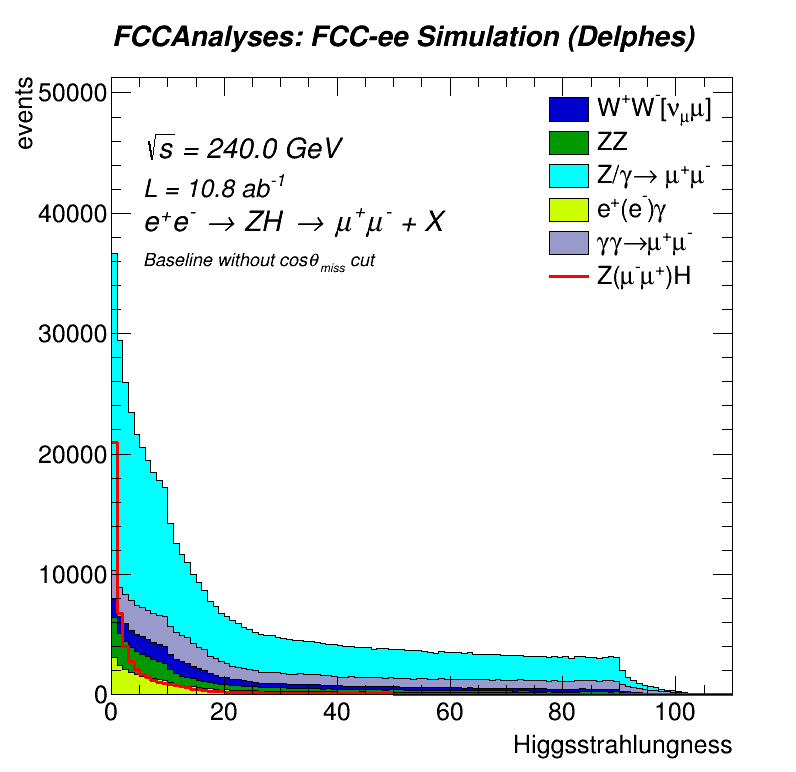 FCCAnalyses: FCC-ee Simulation (Delphes)
events
50000
40000
30000
20000
10000
0
√s = 240.0 GeV
L = 10.8 ab⁻¹
e⁺e⁻ → ZH → μ⁺μ⁻ + X
Baseline without cosθ_miss cut
W⁺W⁻[ν_μμ]
ZZ
Z/γ→ μ⁺μ⁻
e⁺(e⁻)γ
γγ→μ⁺μ⁻
Z(μ⁻μ⁺)H
0 20 40 60 80 100
Higgsstrahlungness